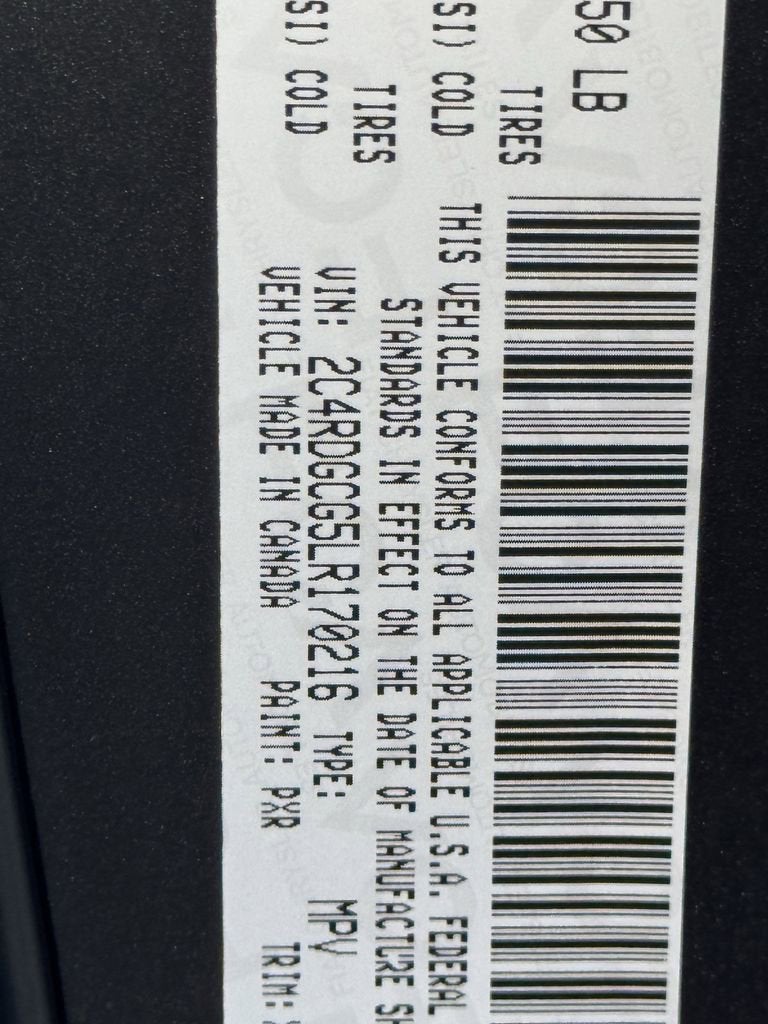 50 LB
TIRES
SI) COLD
TIRES
SI) COLD
THIS VEHICLE CONFORMS TO ALL APPLICABLE U.S.A. FEDERAL
STANDARDS IN EFFECT ON THE DATE OF MANUFACTURE SH
VIN: 2C4RDGCG5LR170216 TYPE: MPV
VEHICLE MADE IN CANADA PAINT: PXR TRIM: